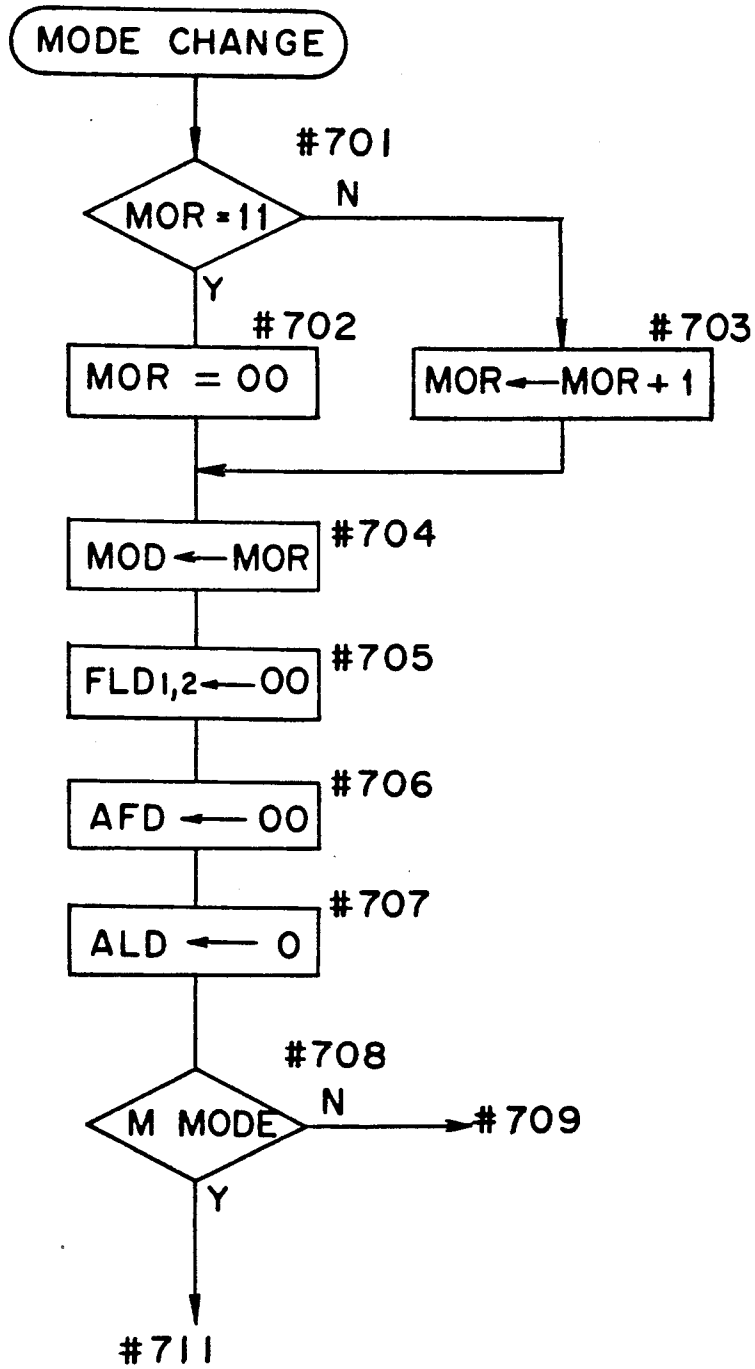 MODE CHANGE
#701
MOR = 11
N
Y
#702
MOR = 00
#703
MOR ← MOR + 1
#704
MOD ← MOR
#705
FLD1,2 ← 00
#706
AFD ← 00
#707
ALD ← 0
#708
M MODE
N
#709
Y
#711